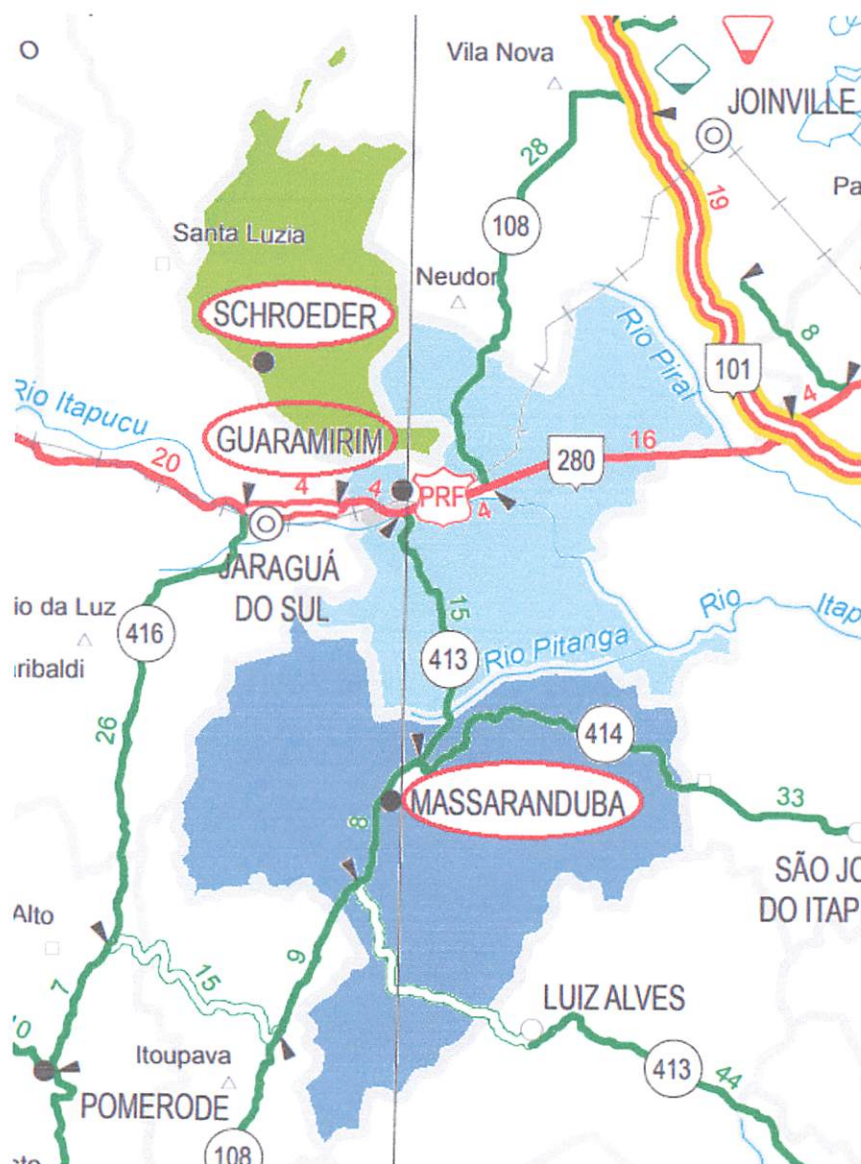 Vila Nova
JOINVILLE
28
19
Pa
108
Santa Luzia
Neudor
SCHROEDER
Rio Piraí
8
101
Rio Itapucu
GUARAMIRIM
4
16
280
20
4
4
PRF
4
JARAGUÁ
DO SUL
15
io da Luz
Rio
Itap
416
413
Rio Pitanga
aribaldi
26
414
MASSARANDUBA
33
8
SÃO JO
DO ITAP
Alto
9
7
15
LUIZ ALVES
Itoupava
413
44
POMERODE
108